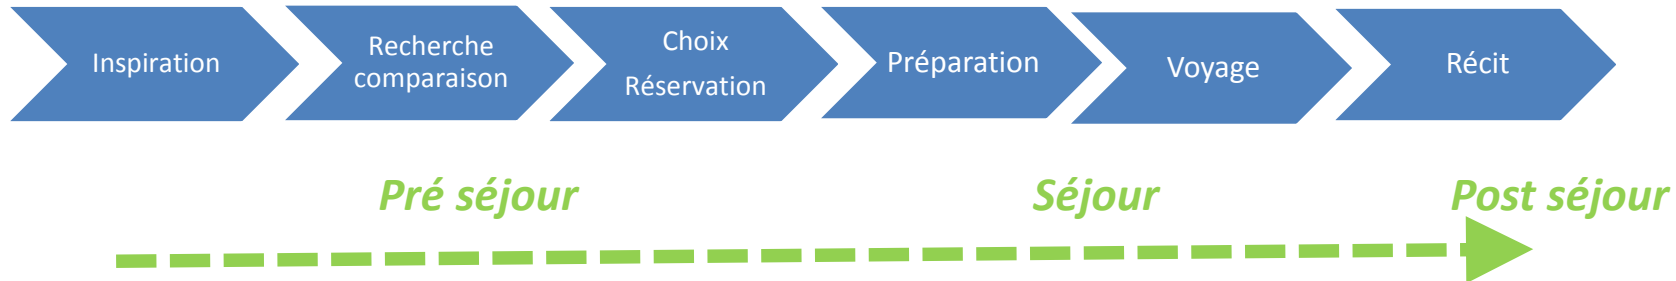 Inspiration
Recherche
comparaison
Choix
Réservation
Préparation
Voyage
Récit
Pré séjour
Séjour
Post séjour